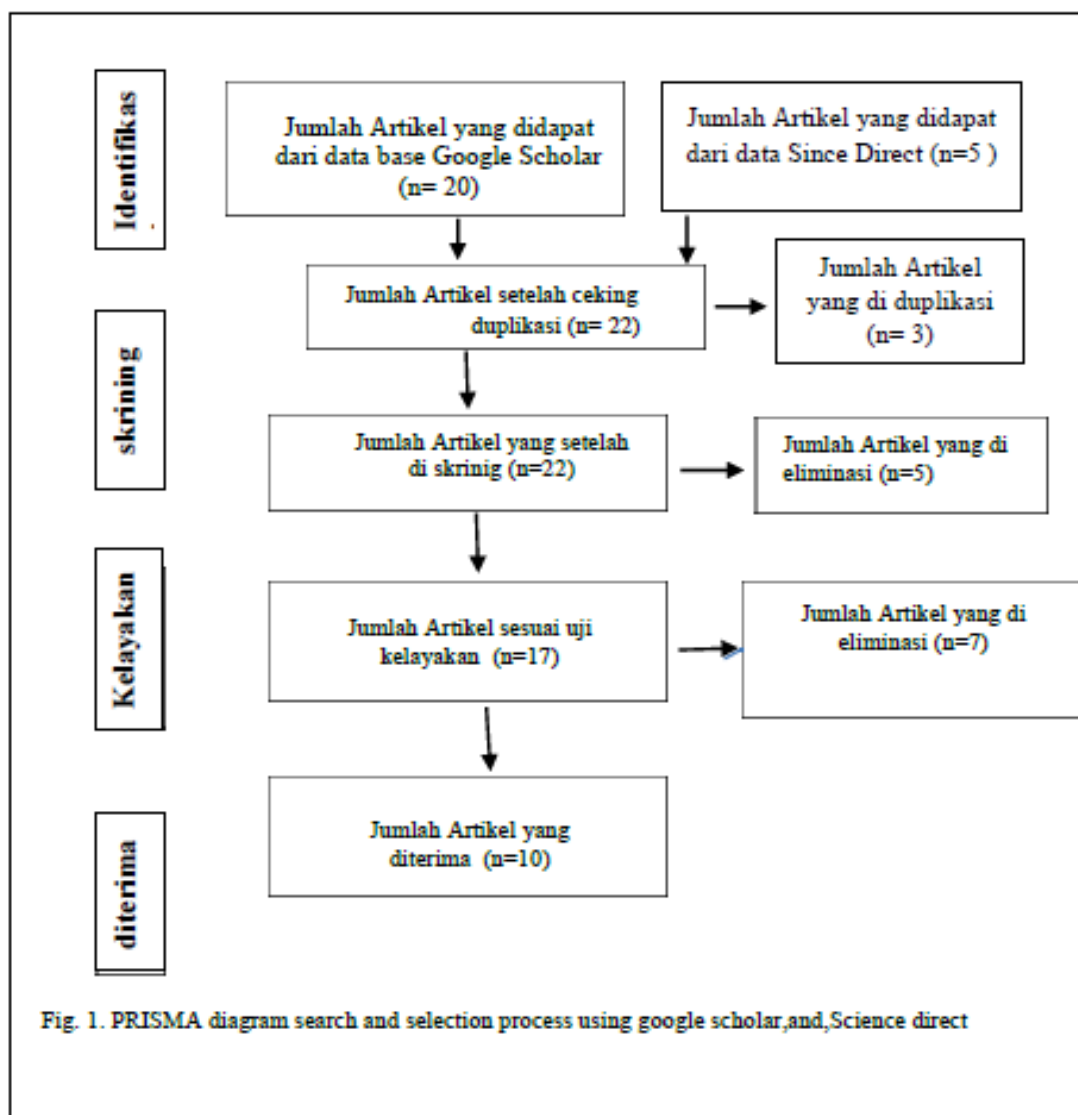 Identifikas
Jumlah Artikel yang didapat
dari data base Google Scholar
(n= 20)
Jumlah Artikel yang didapat
dari data Since Direct (n=5 )
Jumlah Artikel setelah ceking
duplikasi (n= 22)
Jumlah Artikel
yang di duplikasi
(n= 3)
skrining
Jumlah Artikel yang setelah
di skrinig (n=22)
Jumlah Artikel yang di
eliminasi (n=5)
Kelayakan
Jumlah Artikel sesuai uji
kelayakan (n=17)
Jumlah Artikel yang di
eliminasi (n=7)
diterima
Jumlah Artikel yang
diterima (n=10)
Fig. 1. PRISMA diagram search and selection process using google scholar,and,Science direct